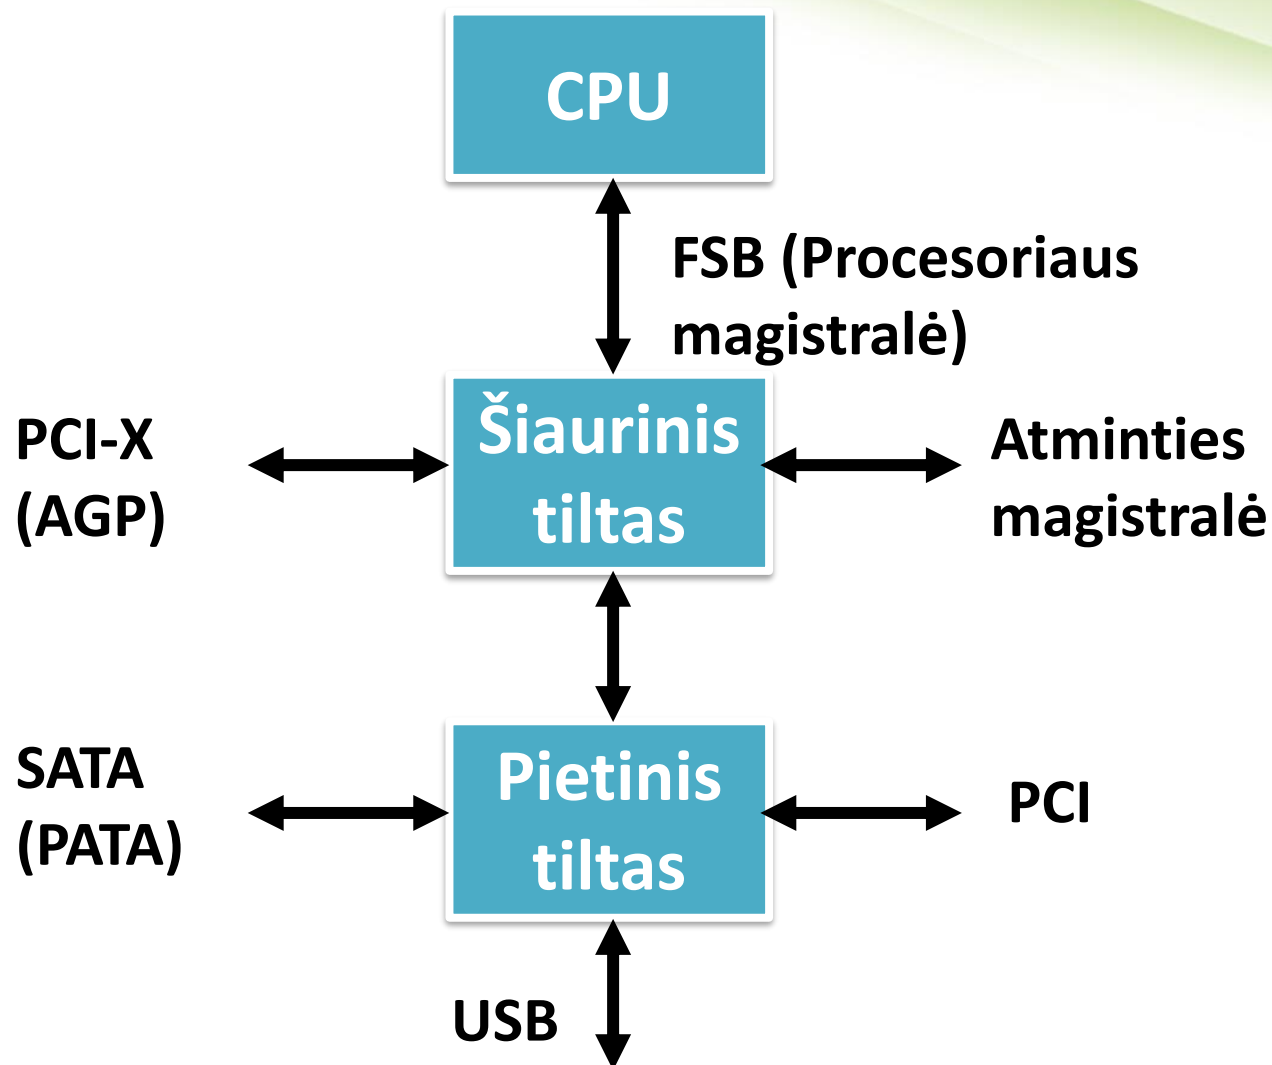 CPU
FSB (Procesoriaus
magistralė)
PCI-X
(AGP)
Šiaurinis
tiltas
Atminties
magistralė
SATA
(PATA)
Pietinis
tiltas
PCI
USB